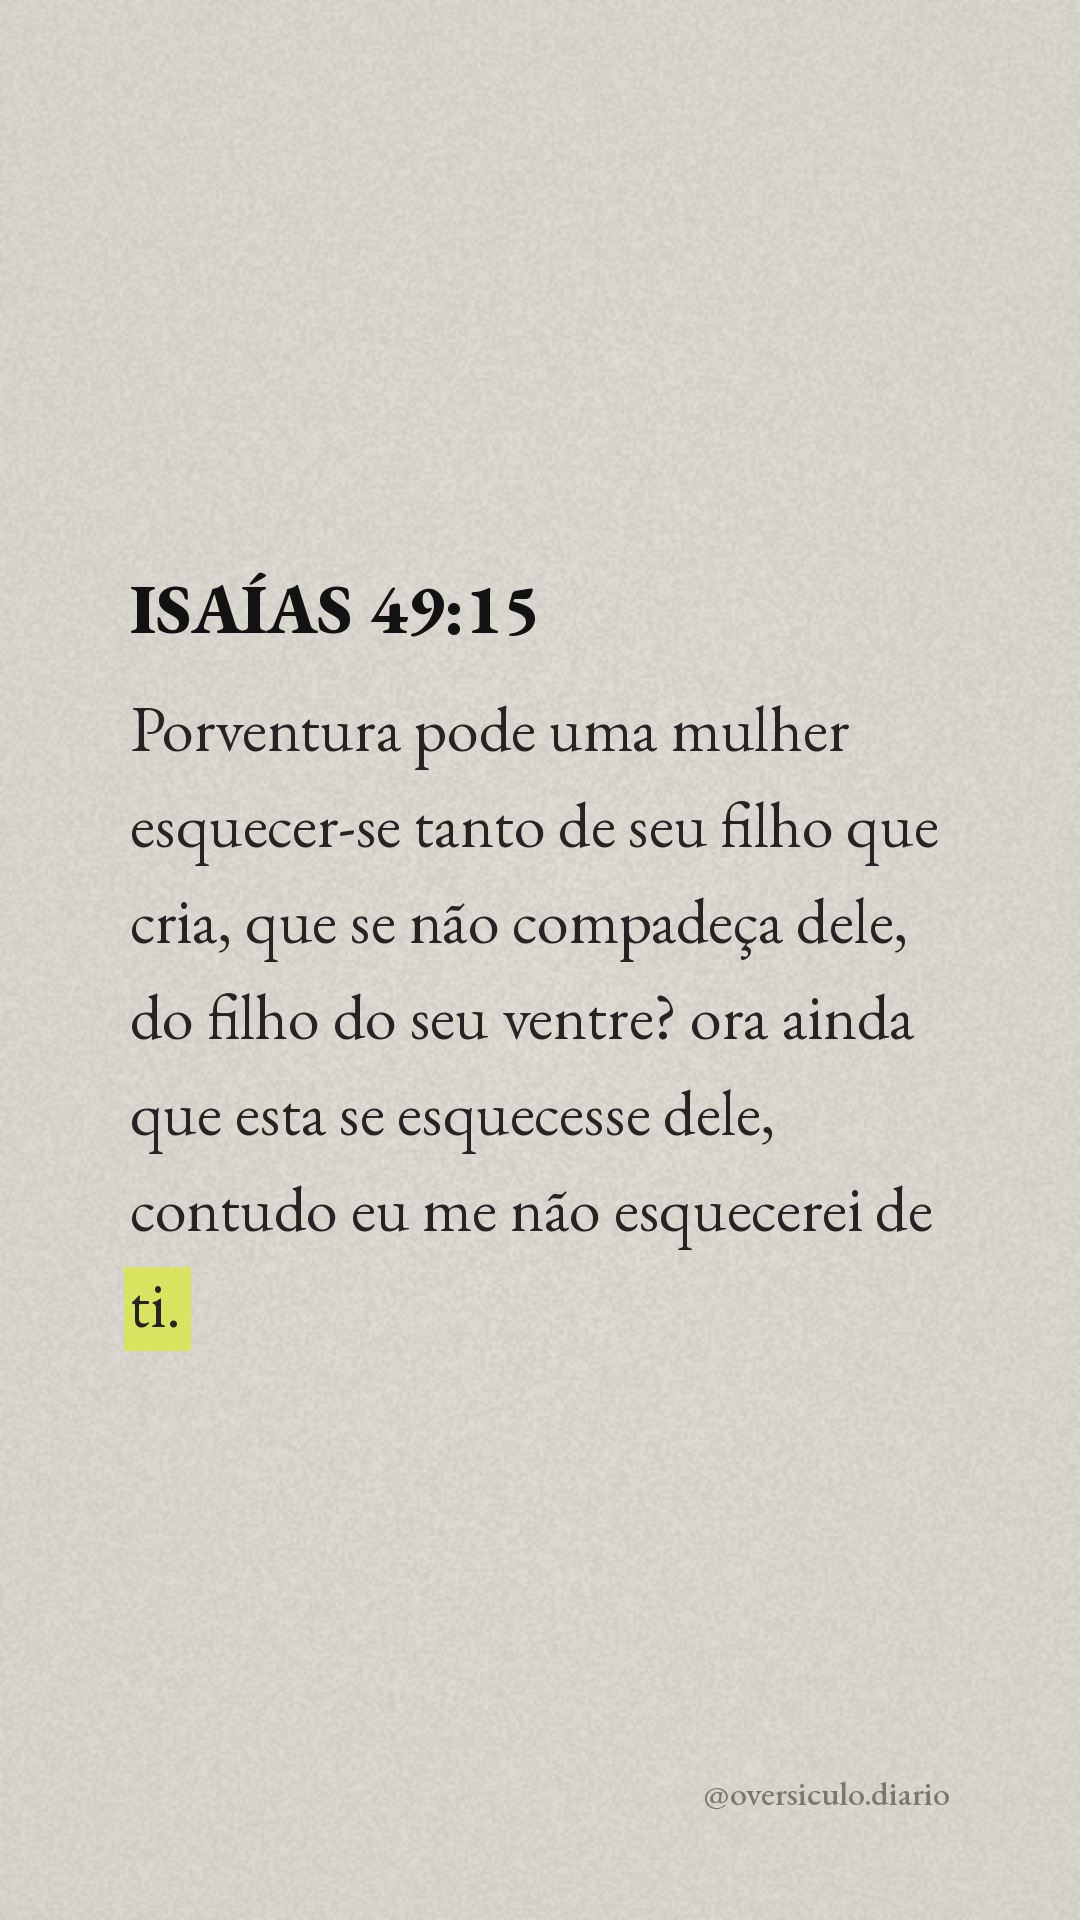 ISAÍAS 49:15
Porventura pode uma mulher
esquecer-se tanto de seu filho que
cria, que se não compadeça dele,
do filho do seu ventre? ora ainda
que esta se esquecesse dele,
contudo eu me não esquecerei de
ti.
@oversiculo.diario